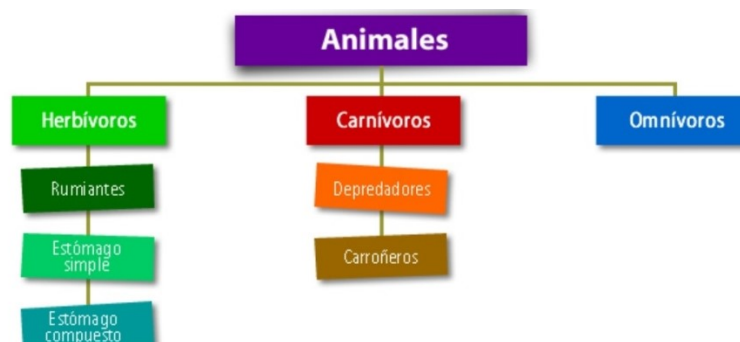 Animales
Herbívoros
Carnívoros
Omnívoros
Rumiantes
Depredadores
Estómago
simple
Carroñeros
Estómago
compuesto